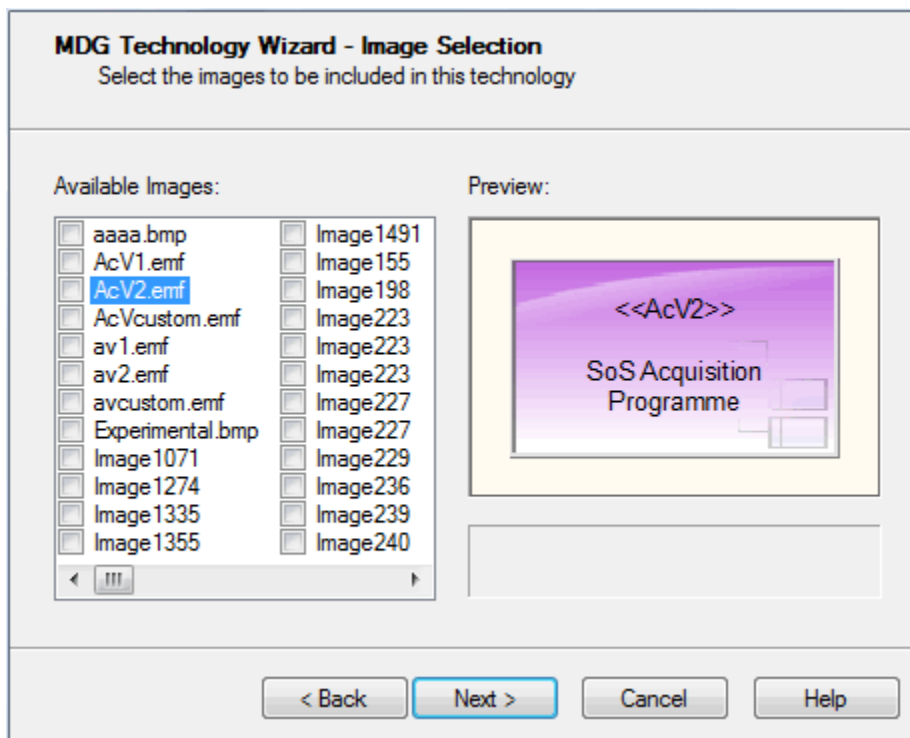 MDG Technology Wizard - Image Selection
Select the images to be included in this technology
Available Images:
aaaa.bmp
AcV1.emf
AcV2.emf
AcVcustom.emf
av1.emf
av2.emf
avcustom.emf
Experimental.bmp
Image1071
Image1274
Image1335
Image1355
Image1491
Image155
Image198
Image223
Image223
Image223
Image227
Image227
Image229
Image236
Image239
Image240
Preview:
<<AcV2>>
SoS Acquisition
Programme
< Back
Next >
Cancel
Help